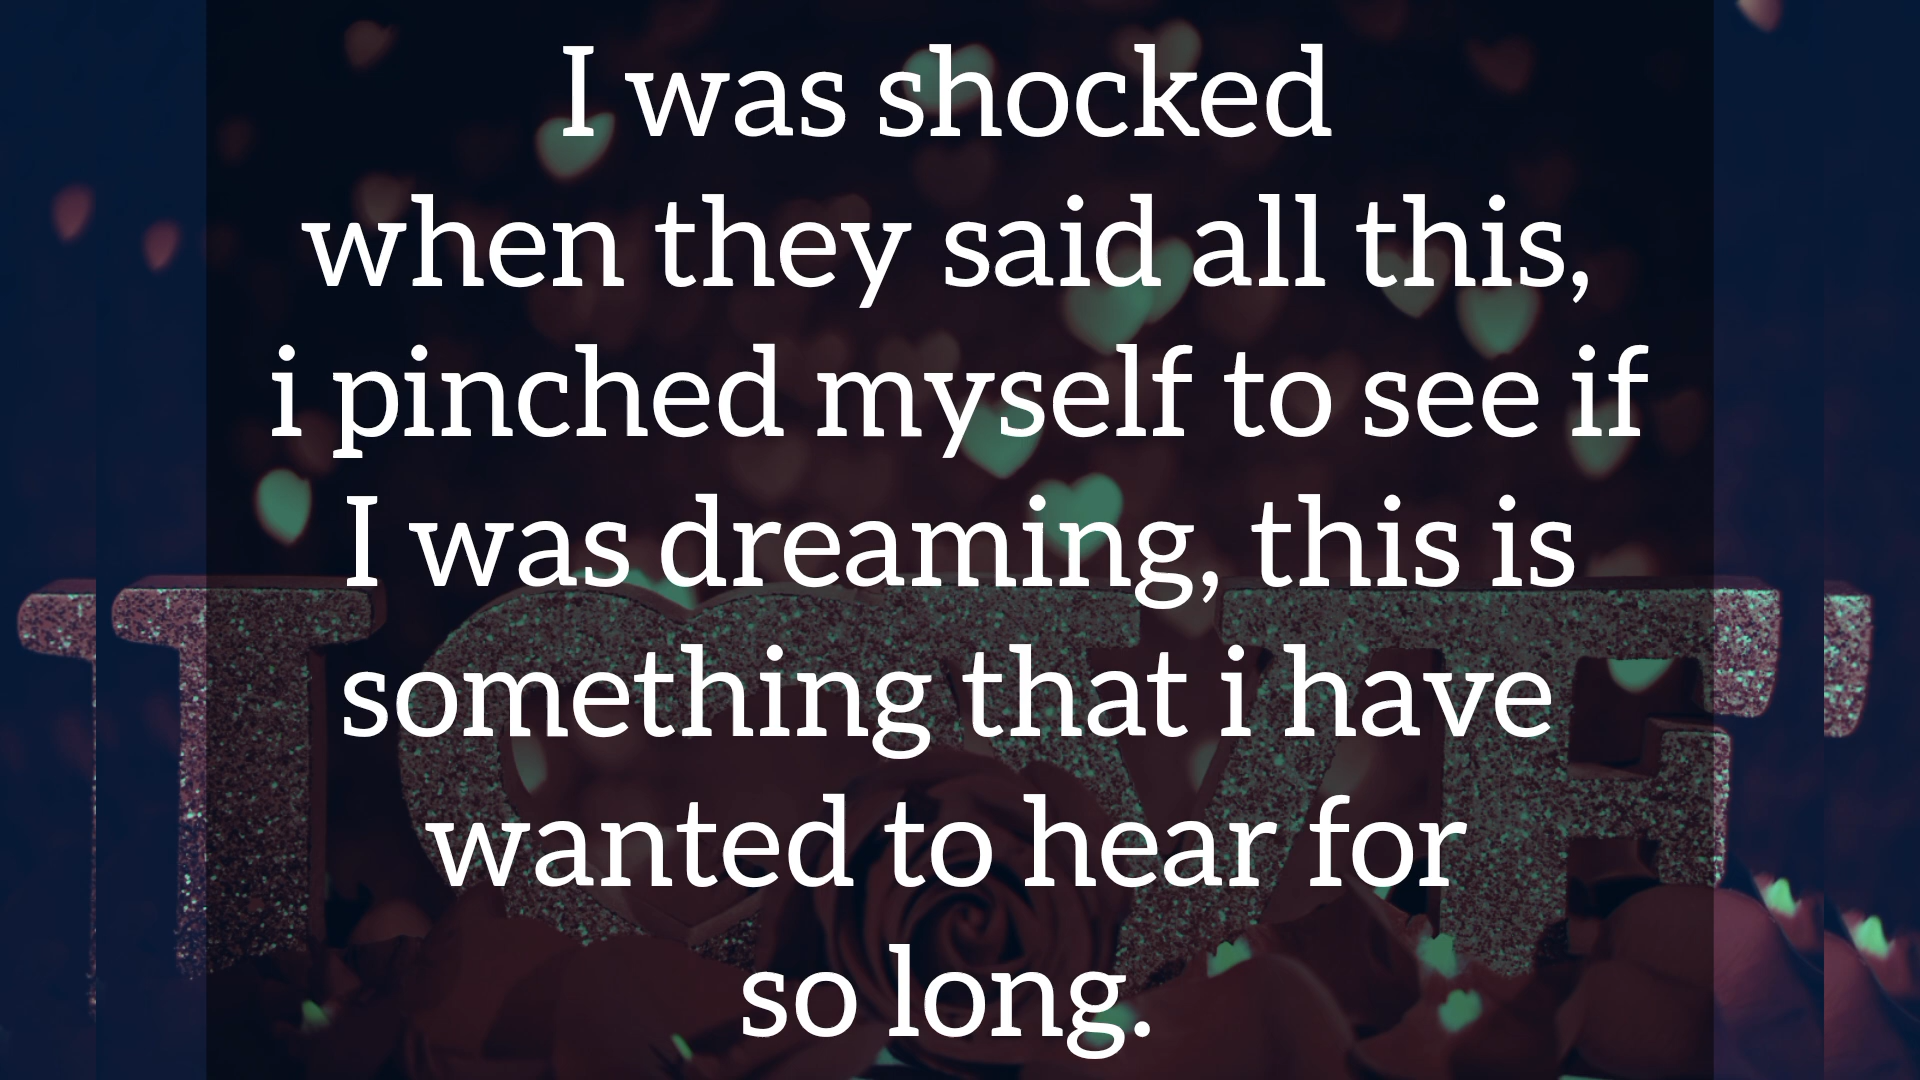 I was shocked
when they said all this,
i pinched myself to see if
I was dreaming, this is
something that i have
wanted to hear for
so long.